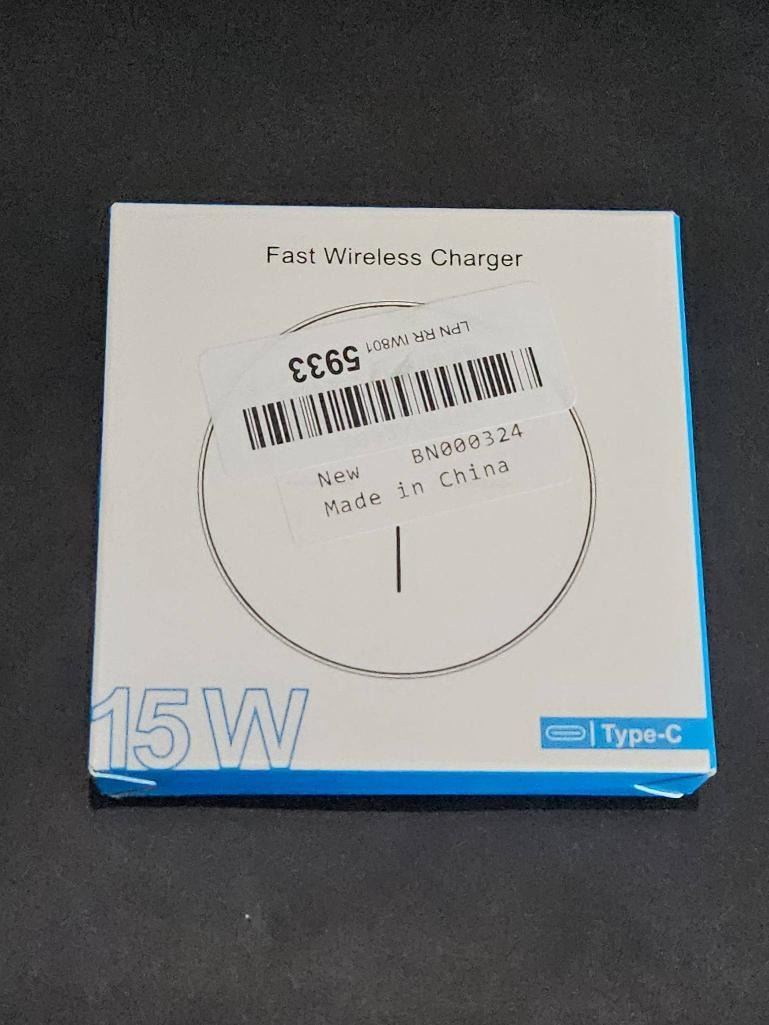 Fast Wireless Charger
LPN RR IW801 5933
New BN000324
Made in China
15W
Type-C